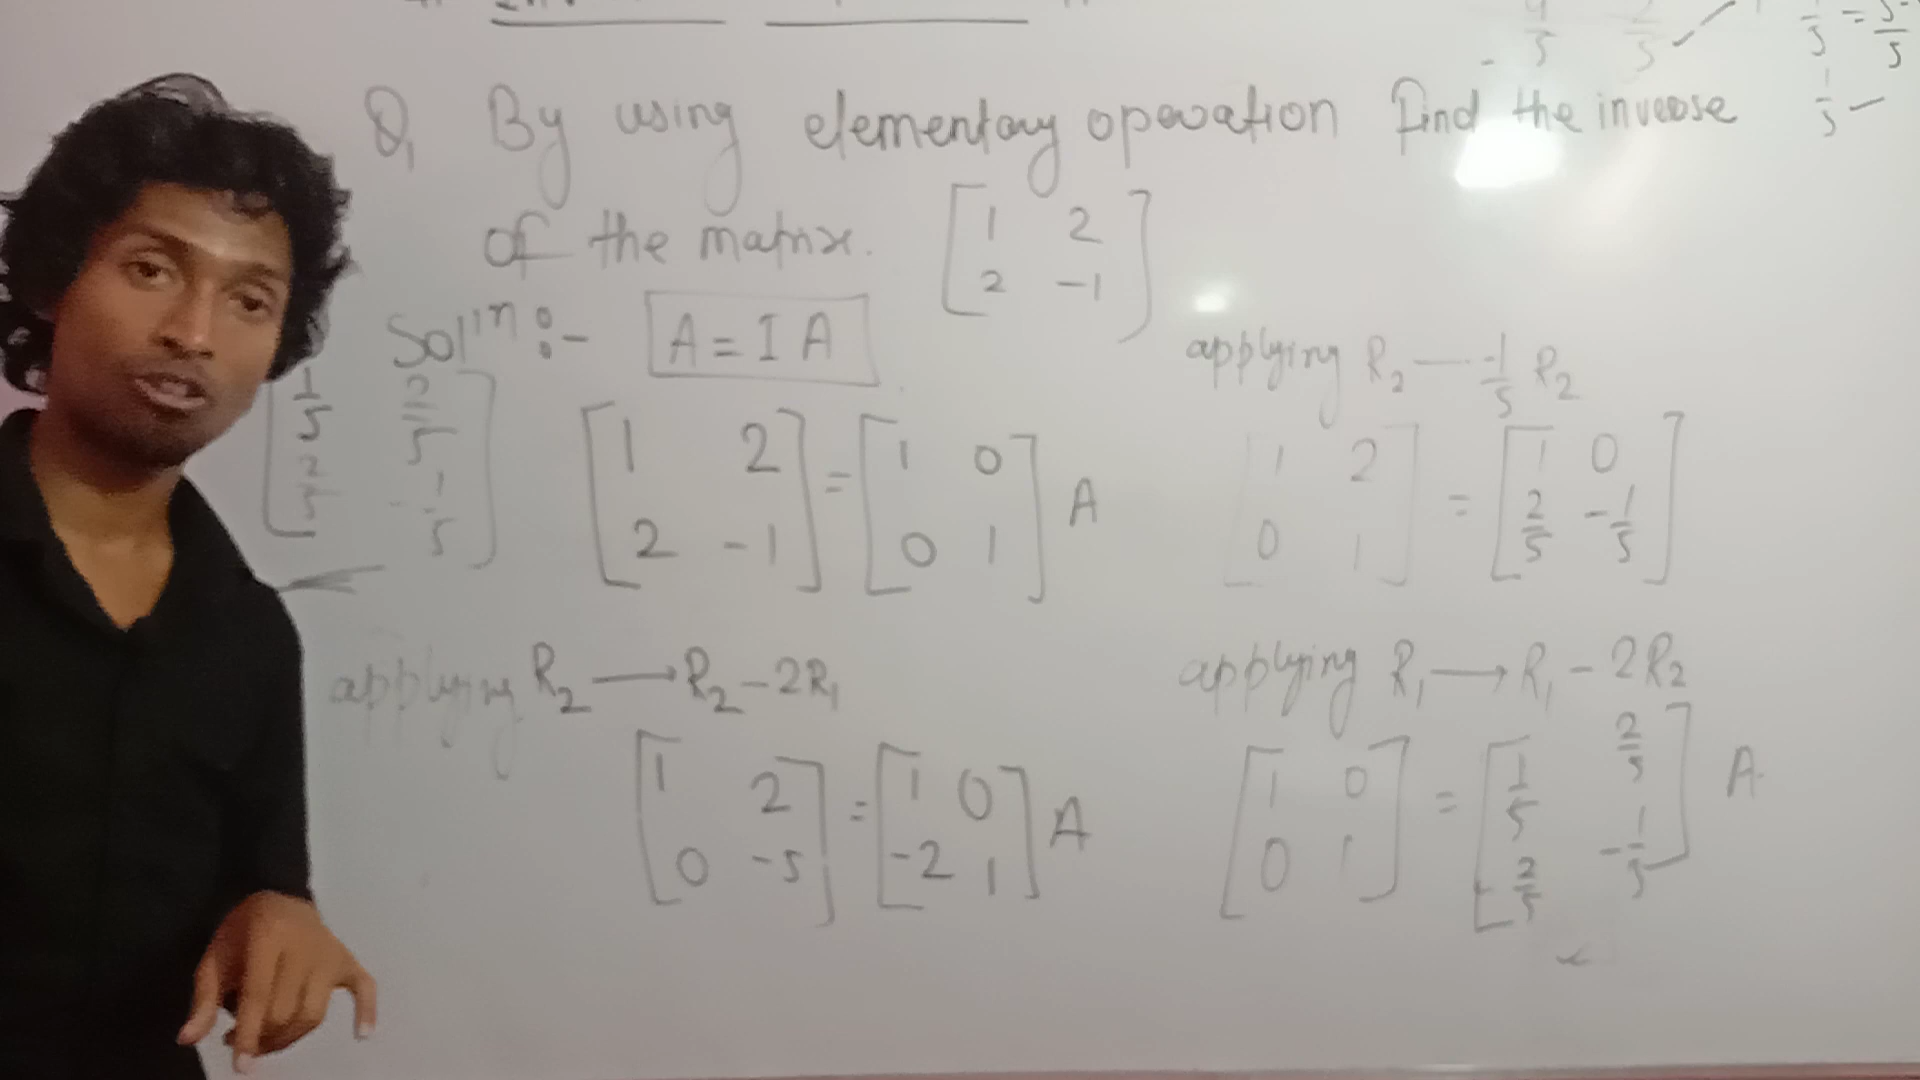 Q, By using elementary operation find the inverse
of the matrix. [1 2
2 -1]
Sol'n :- A = I A
[1 2
2 -1] = [1 0
0 1] A
applying R2 → R2 - 2R1
[1 2
0 -5] = [1 0
-2 1] A
applying R2 — -1/5 R2
[1 2
0 1] = [1 0
2/5 -1/5]
applying R1 → R1 - 2R2
[1 0
0 1] = [1/5 2/5
2/5 -1/5] A.